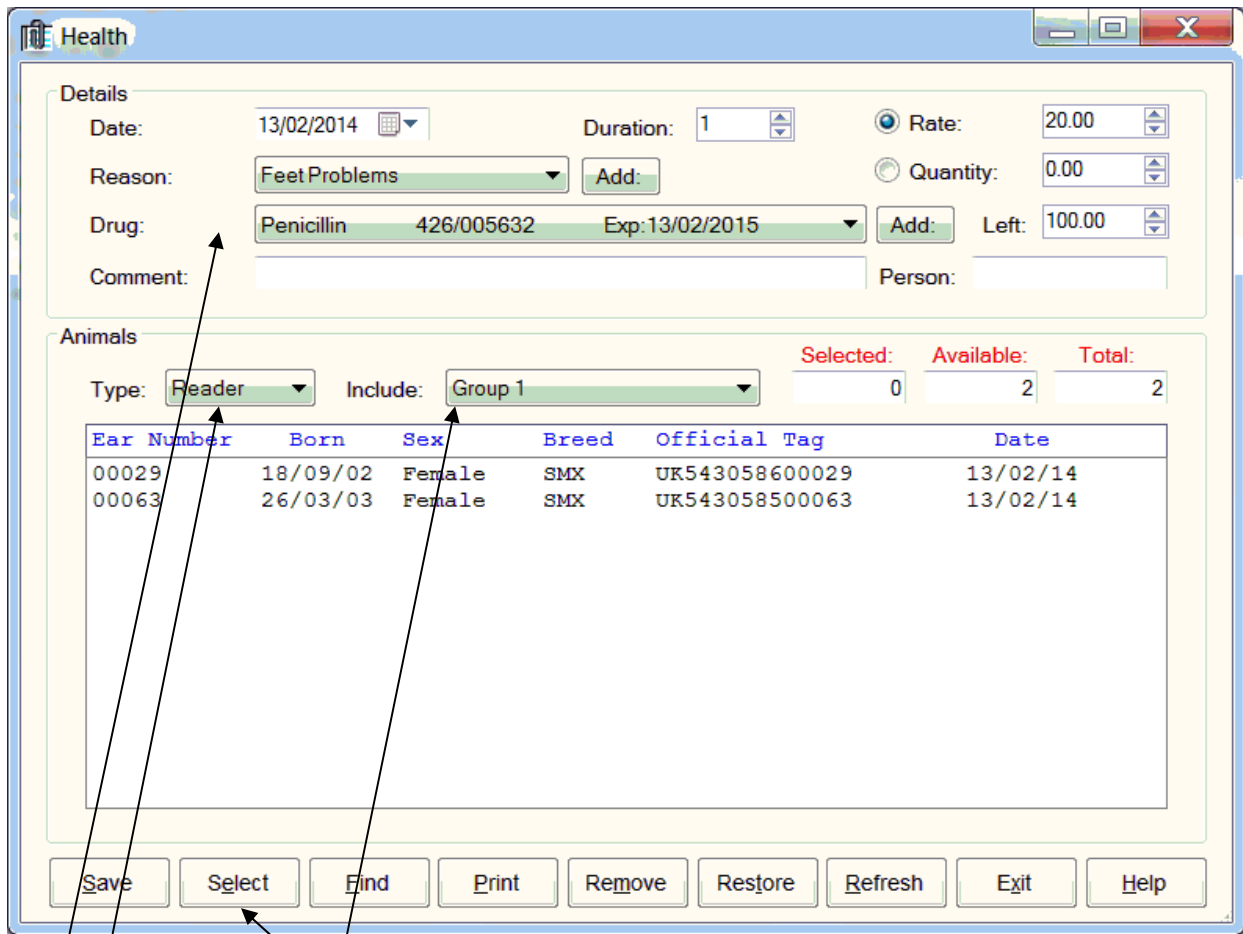 Health
Details
Date: 13/02/2014 Duration: 1 Rate: 20.00
Reason: Feet Problems Add: Quantity: 0.00
Drug: Penicillin 426/005632 Exp:13/02/2015 Add: Left: 100.00
Comment: Person:
Animals
Selected: Available: Total:
Type: Reader Include: Group 1 0 2 2
Ear Number Born Sex Breed Official Tag Date
00029 18/09/02 Female SMX UK543058600029 13/02/14
00063 26/03/03 Female SMX UK543058500063 13/02/14
Save Select Find Print Remove Restore Refresh Exit Help